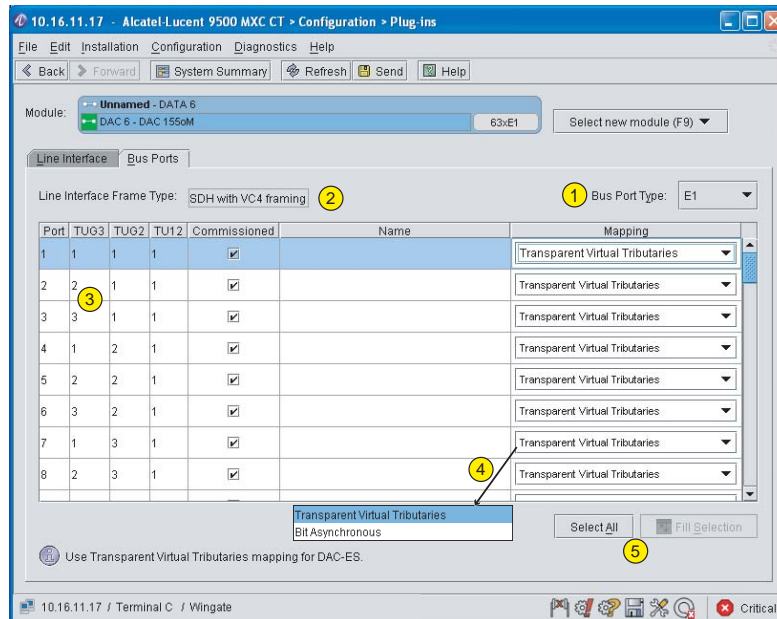 10.16.11.17 - Alcatel-Lucent 9500 MXC CT > Configuration > Plug-ins
File Edit Installation Configuration Diagnostics Help
Back Forward System Summary Refresh Send Help
Module: Unnamed - DATA 6
DAC 6 - DAC 155oM 63xE1 Select new module (F9)
Line Interface Bus Ports
Line Interface Frame Type: SDH with VC4 framing 2 1 Bus Port Type: E1
Port TUG3 TUG2 TU12 Commissioned Name Mapping
1 1 1 1 Transparent Virtual Tributaries
2 2 1 1 Transparent Virtual Tributaries
3
3 3 1 1 Transparent Virtual Tributaries
4 1 2 1 Transparent Virtual Tributaries
5 2 2 1 Transparent Virtual Tributaries
6 3 2 1 Transparent Virtual Tributaries
7 1 3 1 Transparent Virtual Tributaries
8 2 3 1 4 Transparent Virtual Tributaries
Transparent Virtual Tributaries
Bit Asynchronous
Select All Fill Selection
5
Use Transparent Virtual Tributaries mapping for DAC-ES.
10.16.11.17 / Terminal C / Wingate Critical